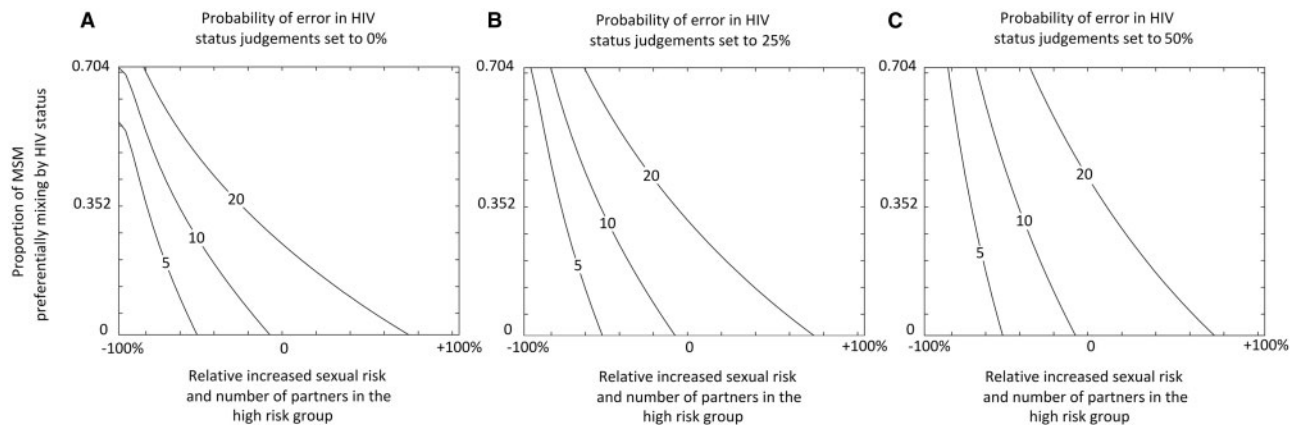 A
Probability of error in HIV
status judgements set to 0%
B
Probability of error in HIV
status judgements set to 25%
C
Probability of error in HIV
status judgements set to 50%
Proportion of MSM
preferentially mixing by HIV status
0.704
0.352
0
5
10
20
-100%
0
+100%
Relative increased sexual risk
and number of partners in the
high risk group
0.704
0.352
0
5
10
20
-100%
0
+100%
Relative increased sexual risk
and number of partners in the
high risk group
0.704
0.352
0
5
10
20
-100%
0
+100%
Relative increased sexual risk
and number of partners in the
high risk group